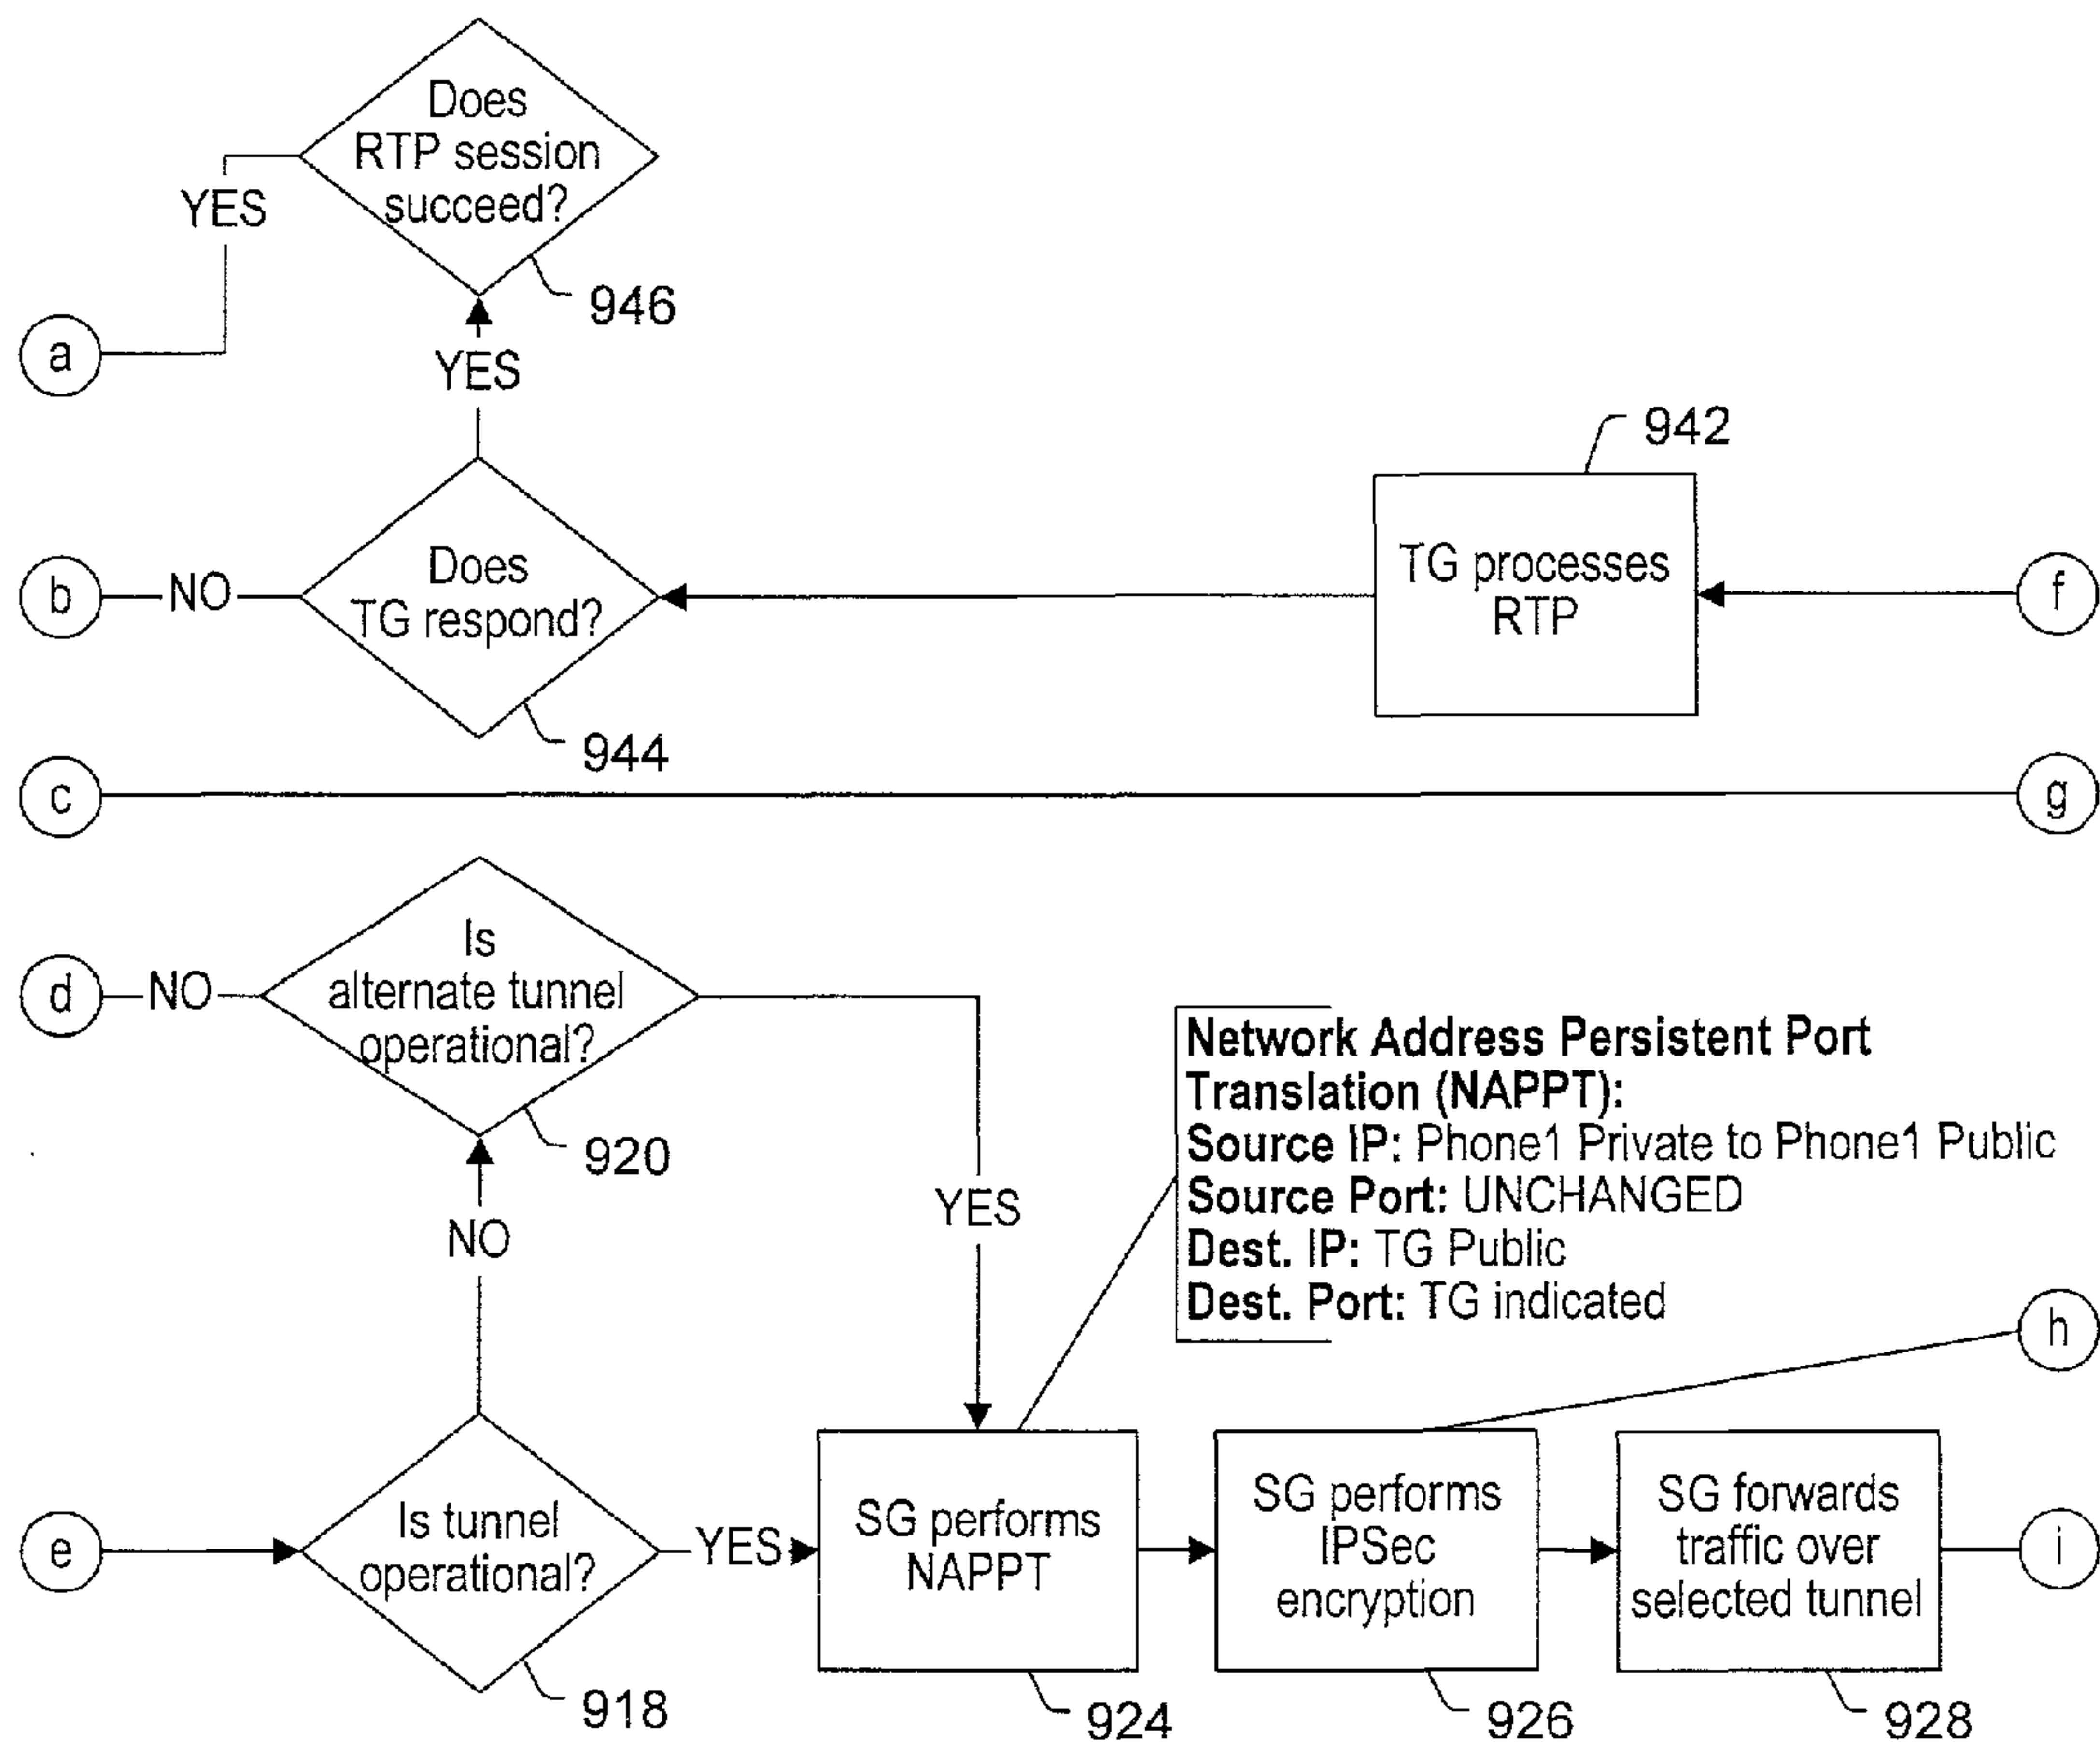 Does
RTP session
succeed?
YES
946
a
YES
942
TG processes
RTP
f
b
NO
Does
TG respond?
944
c
g
Is
alternate tunnel
operational?
d
NO
920
YES
NO
Network Address Persistent Port
Translation (NAPPT):
Source IP: Phone1 Private to Phone1 Public
Source Port: UNCHANGED
Dest. IP: TG Public
Dest. Port: TG indicated
h
e
Is tunnel
operational?
918
YES
SG performs
NAPPT
924
SG performs
IPSec
encryption
926
SG forwards
traffic over
selected tunnel
928
i